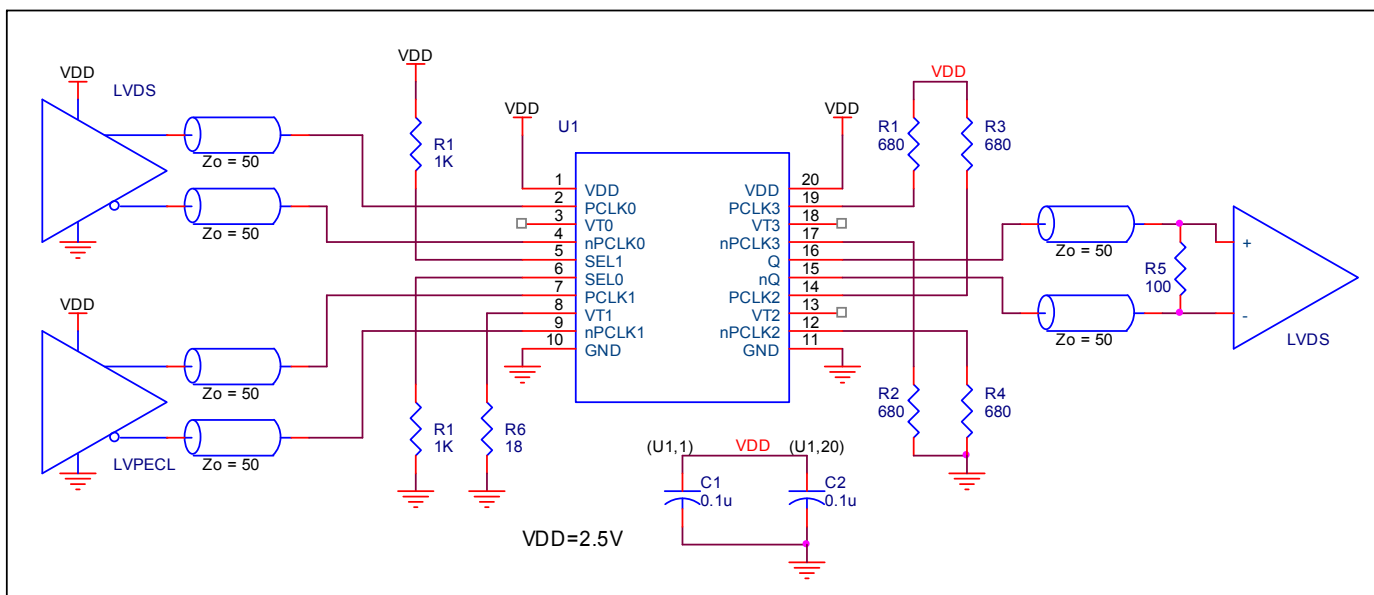 VDD
LVDS
Zo = 50
Zo = 50
VDD
R1
1K
VDD
U1
1
VDD
2
PCLK0
3
VT0
4
nPCLK0
5
SEL1
6
SEL0
7
PCLK1
8
VT1
9
nPCLK1
10
GND
VDD
20
VDD
19
PCLK3
18
VT3
17
nPCLK3
16
Q
15
nQ
14
PCLK2
13
VT2
12
nPCLK2
11
GND
VDD
R1
680
R3
680
Zo = 50
R5
100
+
-
Zo = 50
LVDS
VDD
Zo = 50
Zo = 50
LVPECL
R1
1K
R6
18
R2
680
R4
680
(U1,1)
VDD
(U1,20)
C1
0.1u
C2
0.1u
VDD=2.5V